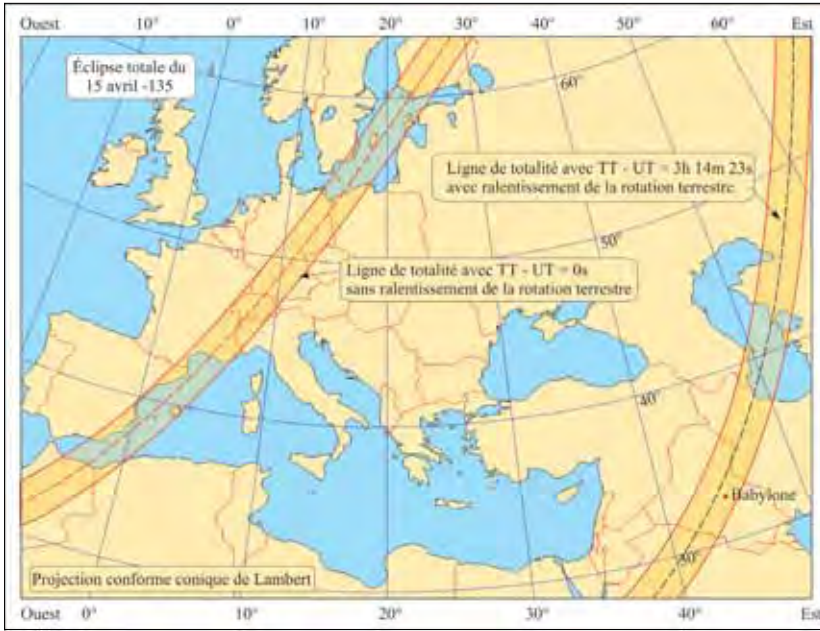 Ouest 10° 0° 10° 20° 30° 40° 50° 60° Est
Éclipse totale du
15 avril -135
60°
Ligne de totalité avec TT - UT = 3h 14m 23s
avec ralentissement de la rotation terrestre
50°
Ligne de totalité avec TT - UT = 0s
sans ralentissement de la rotation terrestre
40°
Babylone
30°
Projection conforme conique de Lambert
Ouest 0° 10° 20° 30° 40° Est